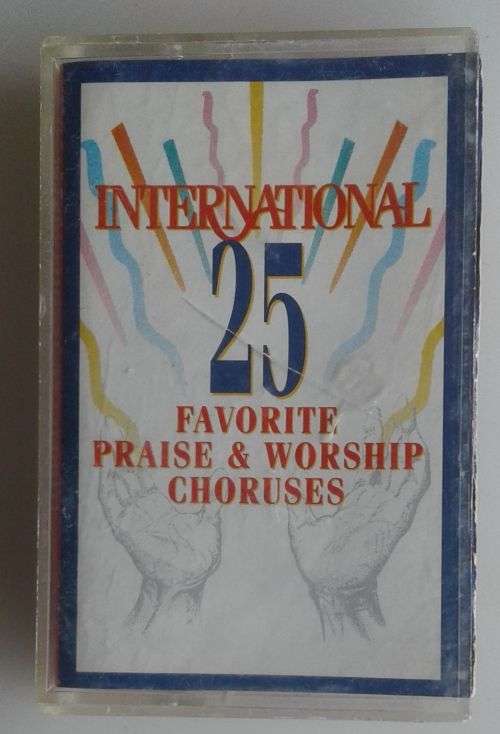 INTERNATIONAL
25
FAVORITE
PRAISE & WORSHIP
CHORUSES